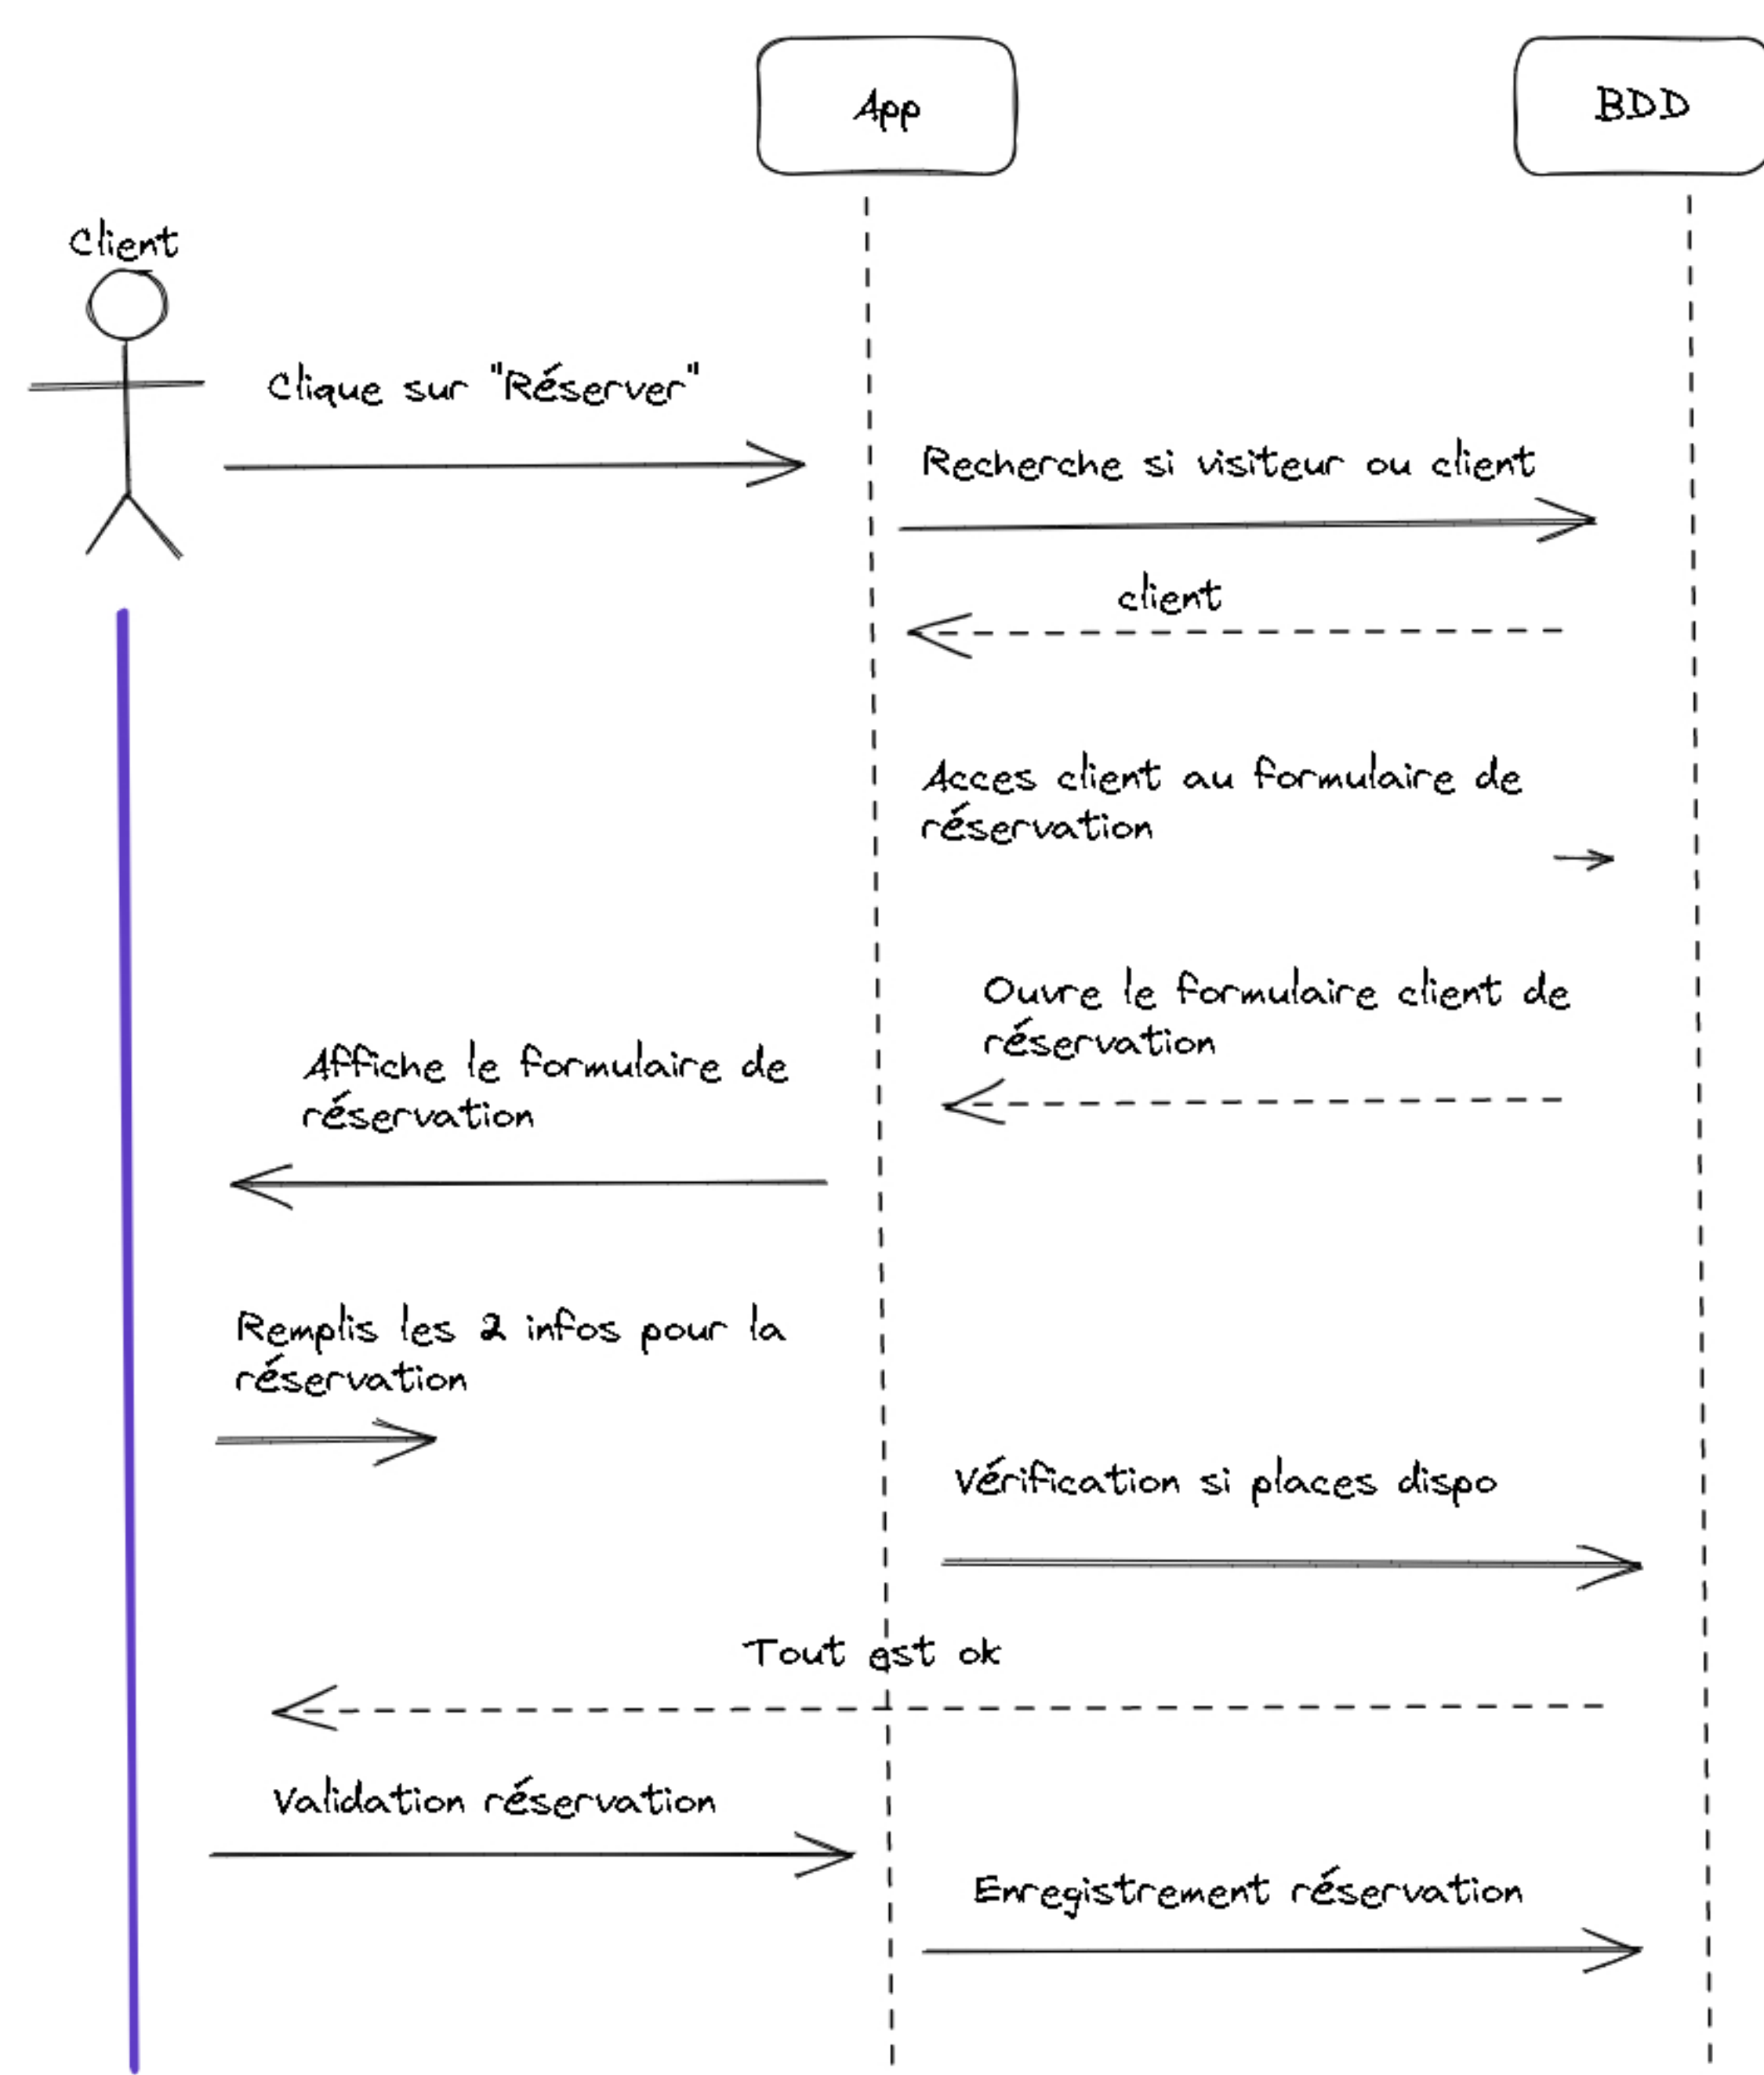 App
BDD
Client
Clique sur "Réserver"
Recherche si visiteur ou client
client
Acces client au formulaire de
réservation
Ouvre le formulaire client de
réservation
Affiche le formulaire de
réservation
Remplis les 2 infos pour la
réservation
Vérification si places dispo
Tout est ok
Validation réservation
Enregistrement réservation